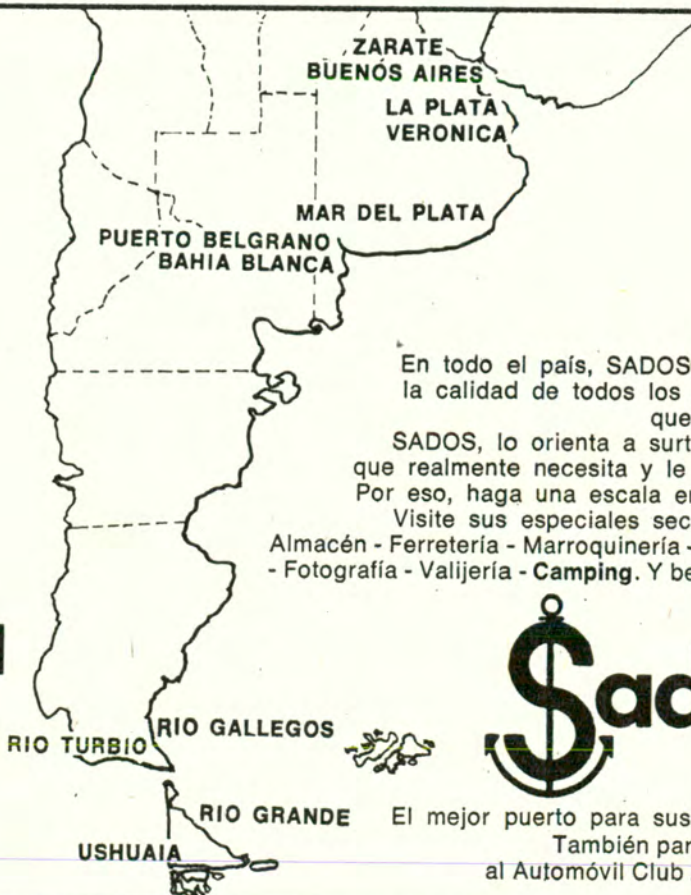 ZARATE
BUENOS AIRES
LA PLATA
VERONICA
MAR DEL PLATA
PUERTO BELGRANO
BAHIA BLANCA
En todo el país, SADOS
la calidad de todos los
que
SADOS, lo orienta a surt
que realmente necesita y le
Por eso, haga una escala en
Visite sus especiales sec
Almacén - Ferretería - Marroquinería -
- Fotografía - Valijería - Camping. Y be
Sad
RIO GALLEGOS
RIO TURBIO
RIO GRANDE
USHUAIA
El mejor puerto para sus
También par
al Automóvil Club